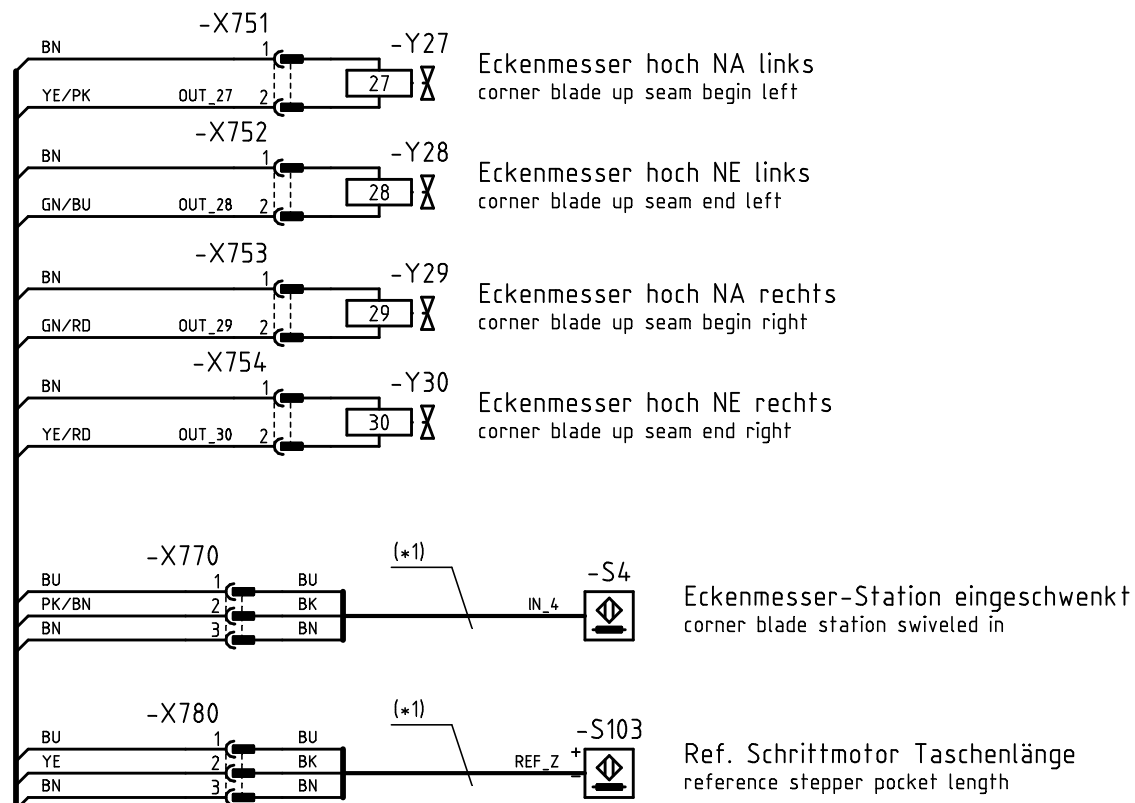 -X751
BN 1 -Y27
27 Eckenmesser hoch NA links
corner blade up seam begin left
YE/PK OUT_27 2
-X752
BN 1 -Y28
28 Eckenmesser hoch NE links
corner blade up seam end left
GN/BU OUT_28 2
-X753
BN 1 -Y29
29 Eckenmesser hoch NA rechts
corner blade up seam begin right
GN/RD OUT_29 2
-X754
BN 1 -Y30
30 Eckenmesser hoch NE rechts
corner blade up seam end right
YE/RD OUT_30 2
-X770 (*1) -S4
BU 1 BU
PK/BN 2 BK IN_4 Eckenmesser-Station eingeschwenkt
BN 3 BN corner blade station swiveled in
-X780 (*1) -S103
BU 1 BU + Ref. Schrittmotor Taschenlänge
YE 2 BK REF_Z -
BN 3 BN reference stepper pocket length